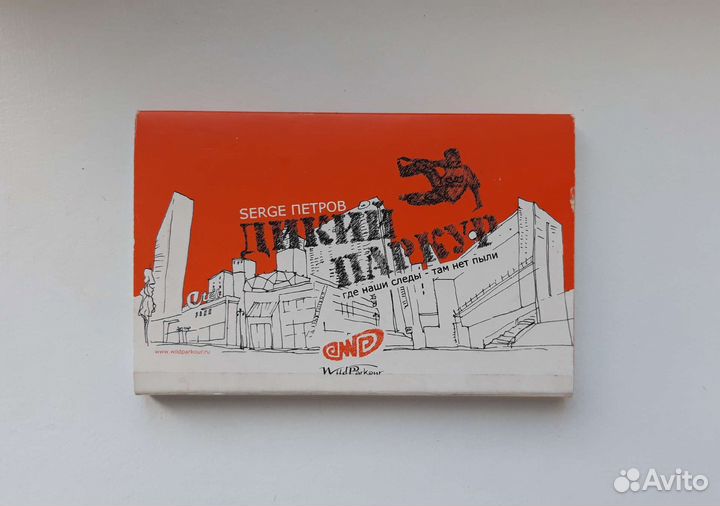 SERGE ПЕТРОВ
ДИКИЙ
ПАРКУР
где наши следы - там нет пыли
www.wildparkour.ru
WP
WildParkour
Avito